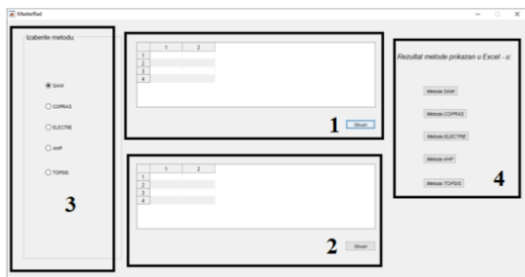 MasterRad
Izaberite metodu:
SAW
COPRAS
ELECTRE
AHP
TOPSIS
3
1 2
1
2
3
4
1
1 2
1
2
3
4
2
Rezultat metode prikazan u Excel - u:
Metoda SAW
Metoda COPRAS
Metoda ELECTRE
Metoda AHP
Metoda TOPSIS
4